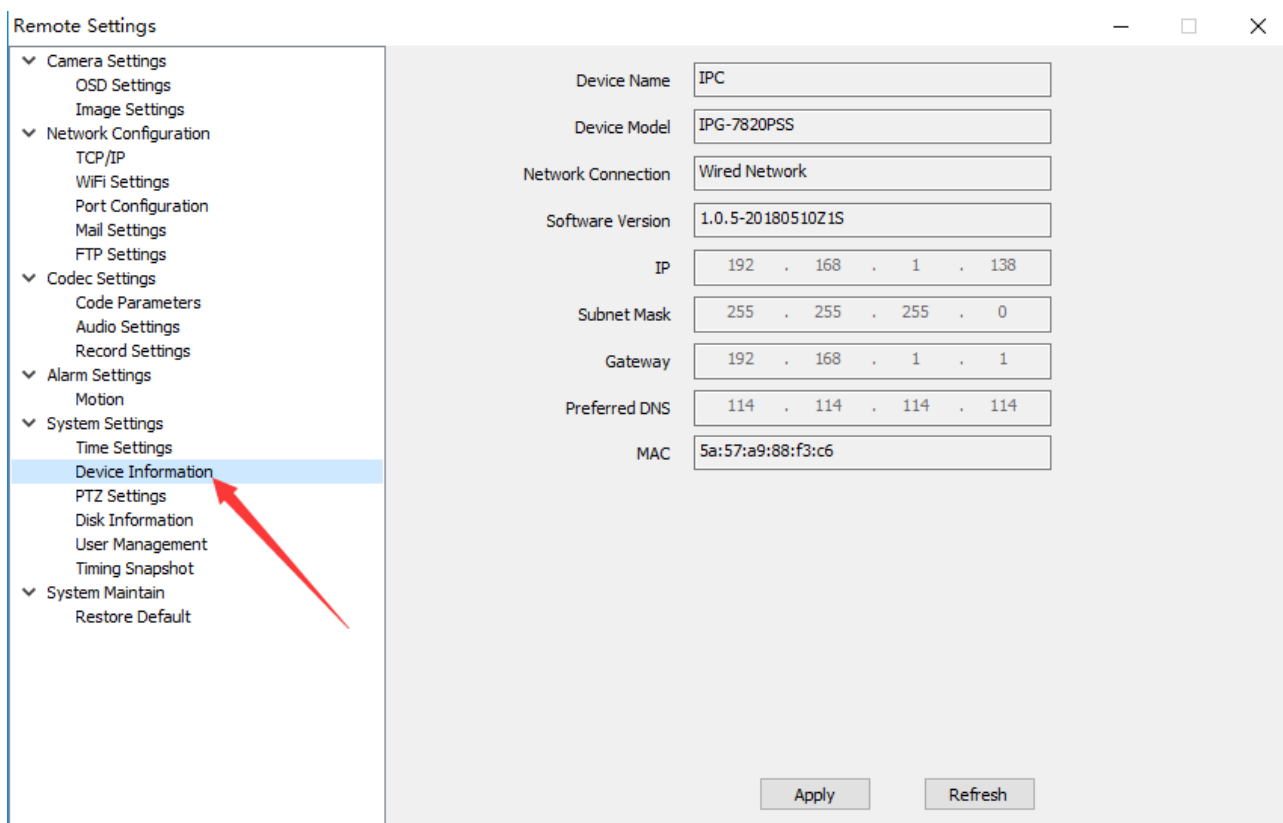 Remote Settings
Camera Settings
OSD Settings
Image Settings
Network Configuration
TCP/IP
WiFi Settings
Port Configuration
Mail Settings
FTP Settings
Codec Settings
Code Parameters
Audio Settings
Record Settings
Alarm Settings
Motion
System Settings
Time Settings
Device Information
PTZ Settings
Disk Information
User Management
Timing Snapshot
System Maintain
Restore Default
Device Name IPC
Device Model IPG-7820PSS
Network Connection Wired Network
Software Version 1.0.5-20180510Z1S
IP 192 . 168 . 1 . 138
Subnet Mask 255 . 255 . 255 . 0
Gateway 192 . 168 . 1 . 1
Preferred DNS 114 . 114 . 114 . 114
MAC 5a:57:a9:88:f3:c6
Apply Refresh